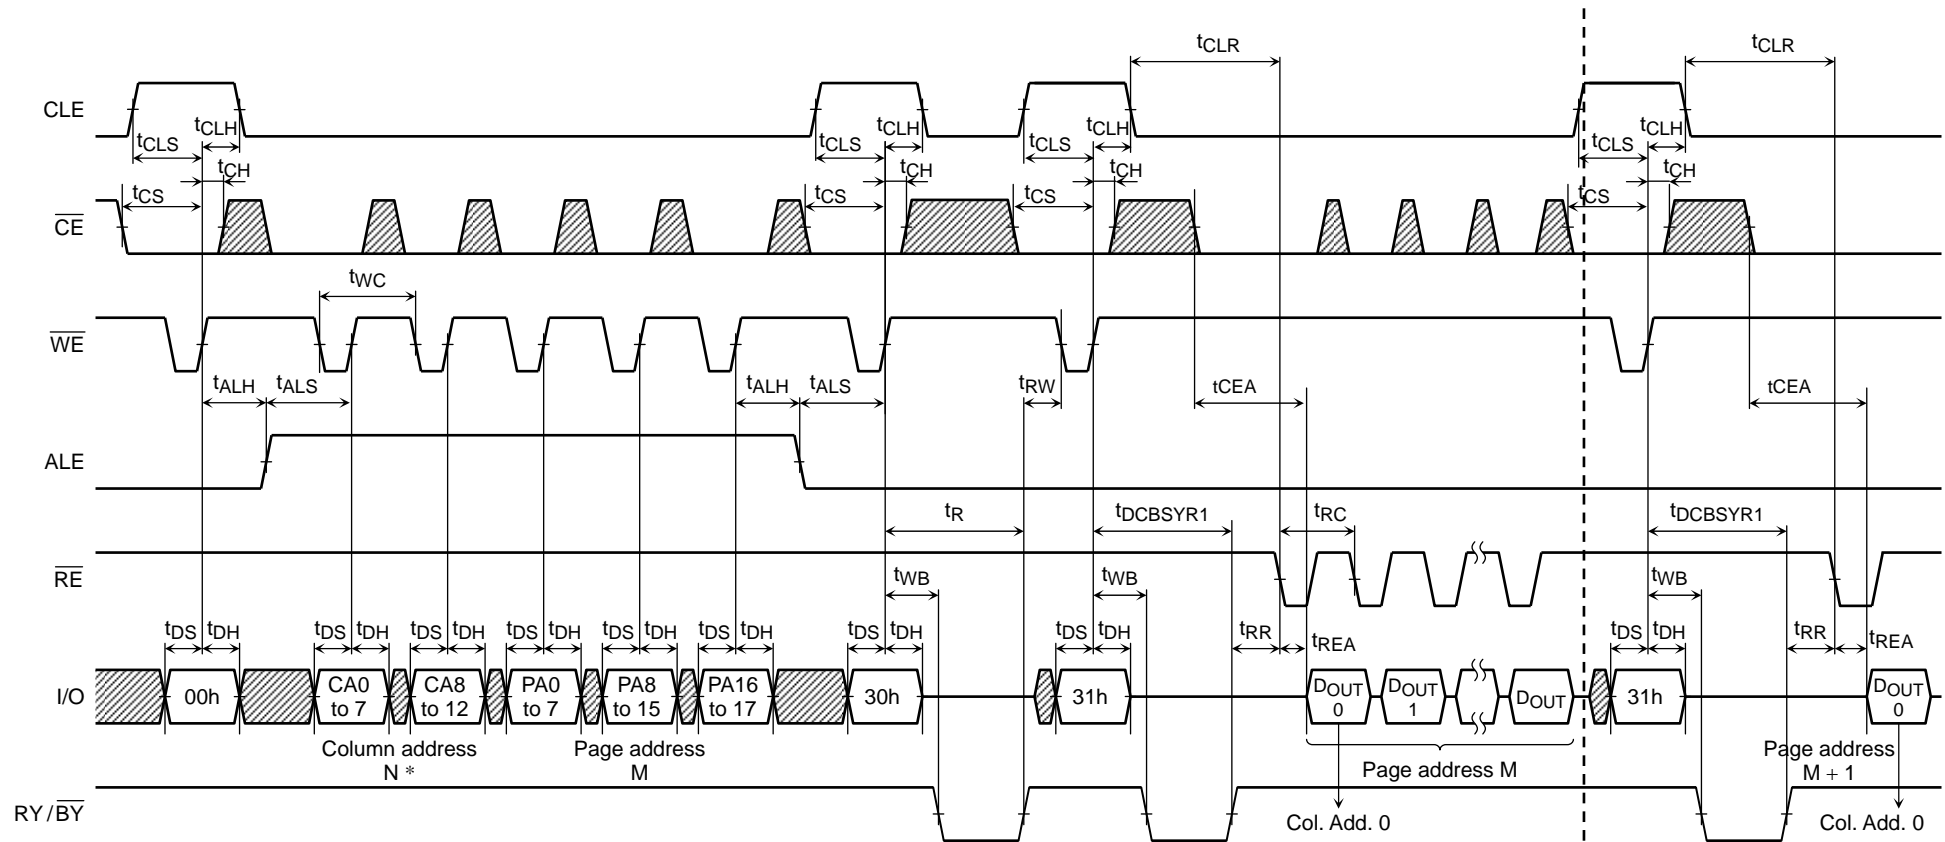 tCLR tCLR
CLE
tCLS tCLH tCLS tCLH tCLS tCLH tCLS tCLH
tCS tCH tCS tCH tCS tCH tCS tCH
CE
tWC
WE
tALH tALS tALH tALS tRW tCEA tCEA
ALE
tR tDCBSYR1 tRC tDCBSYR1
RE
tWB tWB tWB
tDS tDH tDS tDH tDS tDH tDS tDH tDS tDH tDS tDH tDS tDH tDS tDH tRR tREA tDS tDH tRR tREA
I/O
00h
CA0
to 7
CA8
to 12
PA0
to 7
PA8
to 15
PA16
to 17
30h
31h
DOUT
0
DOUT
1
DOUT
31h
DOUT
0
Column address
N *
Page address
M
Page address M
Page address
M + 1
RY/BY
Col. Add. 0
Col. Add. 0